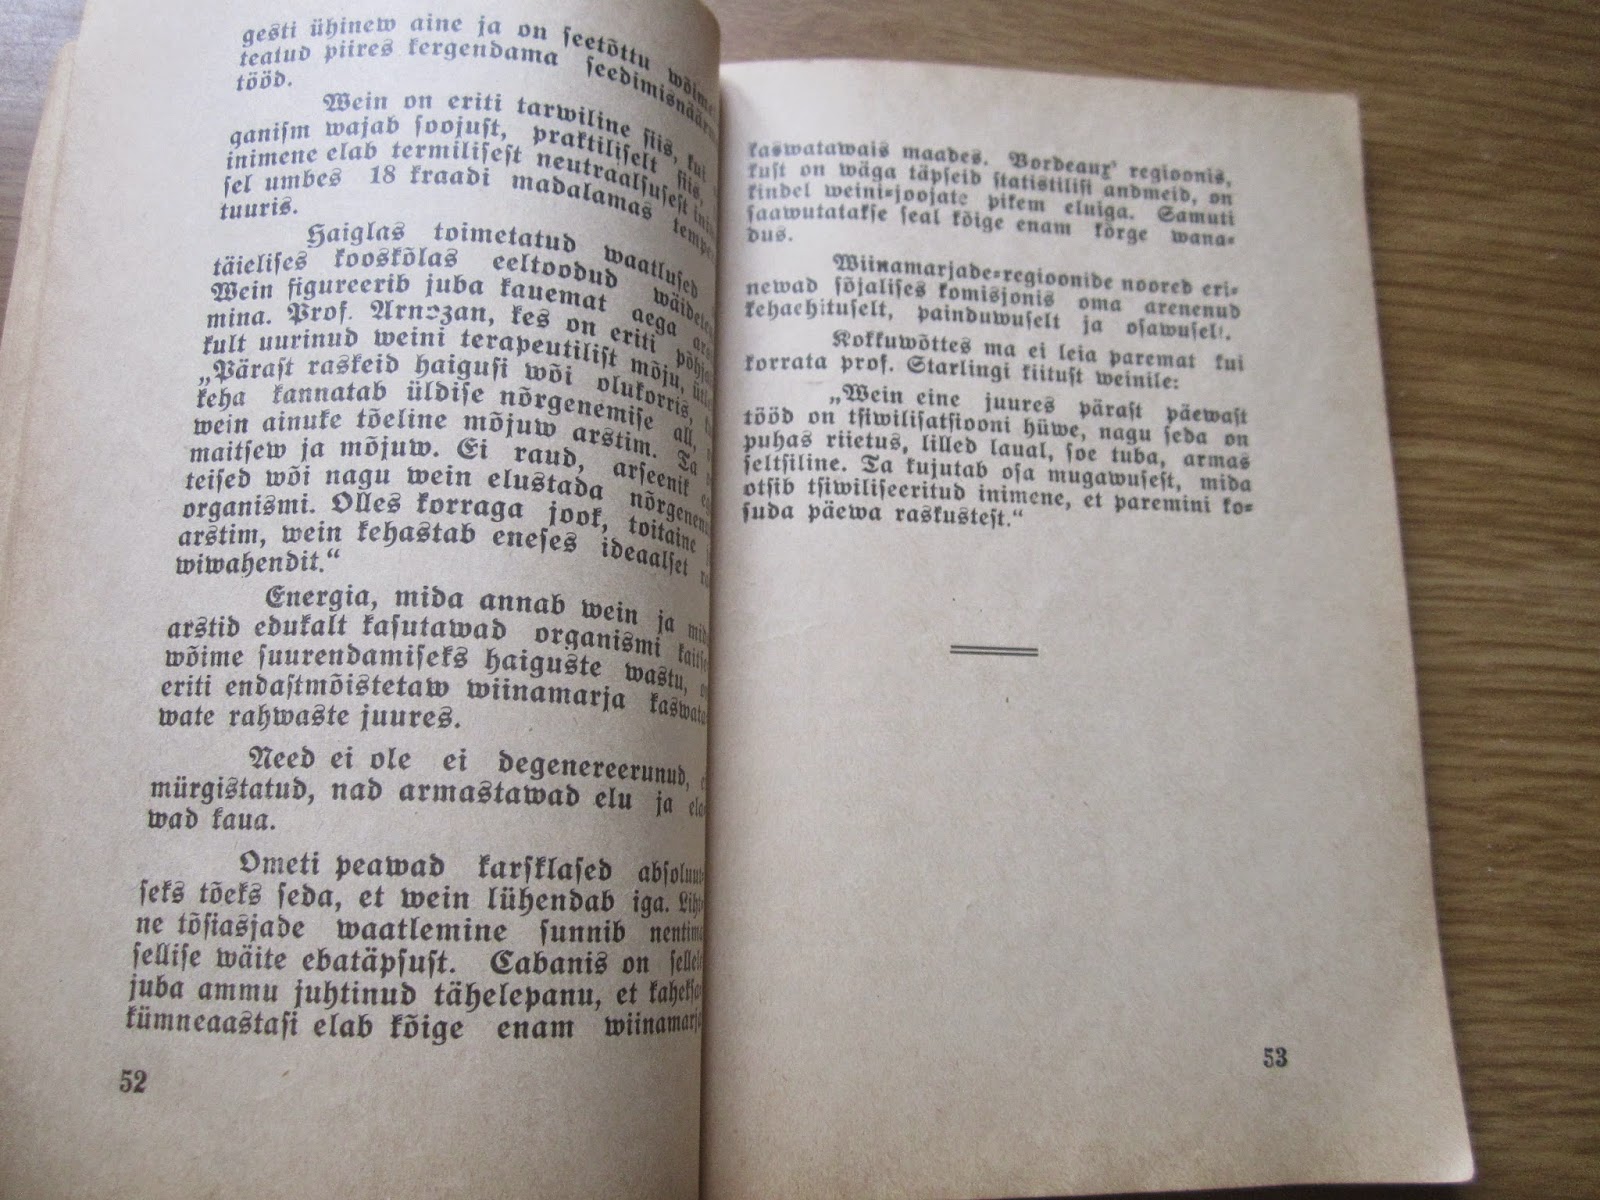 gesti ühinew aine ja on seetõttu
teatud piires kergendama
tööd.
Wein on eriti tarwiline siis, kui
ganism wajab soojust, praktiliselt siis,
inimene elab termilisest neutraalsusest
sel umbes 18 kraadi madalamas
tuuris.
Haiglas toimetatud waatlused
täielises kooskõlas eeltoodud
Wein figureerib juba kauemat aega
mina. Prof. Arnozan, kes on eriti
kult uurinud weini terapeutilist mõju,
„Pärast raskeid haigusi wõi olukorris,
keha kannatab üldise nõrgenemise all,
wein ainuke tõeline mõjuw arstim. Ta
maitsew ja mõjuw. Ei raud, arseenik
teised wõi nagu wein elustada
organismi. Olles korraga jook, toitaine
arstim, wein kehastab eneses ideaalset
wiwahendit.“
Energia, mida annab wein ja
arstid edukalt kasutawad organismi
wõime suurendamiseks haiguste wastu,
eriti endastmõistetaw wiinamarja
wate rahwaste juures.
Need ei ole ei degenereerunud,
mürgistatud, nad armastawad elu ja
wad kaua.
Ometi peawad karsklased
seks tõeks seda, et wein lühendab iga.
ne tõsiasjade waatlemine sunnib
sellise wäite ebatäpsust. Cabanis on
juba ammu juhtinud tähelepanu, et
kümneaastasi elab kõige enam
52
kaswatawais maades. Bordeaux’ regioonis,
kust on wäga täpseid statistilisi andmeid, on
kindel weini-joojate pikem eluiga. Samuti
saawutatakse seal kõige enam kõrge wana-
dus.
Wiinamarjade-regioonide noored eri-
newad sõjalises komisjonis oma arenenud
kehaehituselt, painduwuselt ja osawuselt.
Kokkuwõttes ma ei leia paremat kui
korrata prof. Starlingi kiitust weinile:
„Wein eine juures pärast päewast
tööd on tsiwilisatsiooni hüwe, nagu seda on
puhas riietus, lilled laual, soe tuba, armas
seltsiline. Ta kujutab osa mugawusest, mida
otsib tsiwiliseeritud inimene, et paremini ko-
suda päewa raskustest.“
53